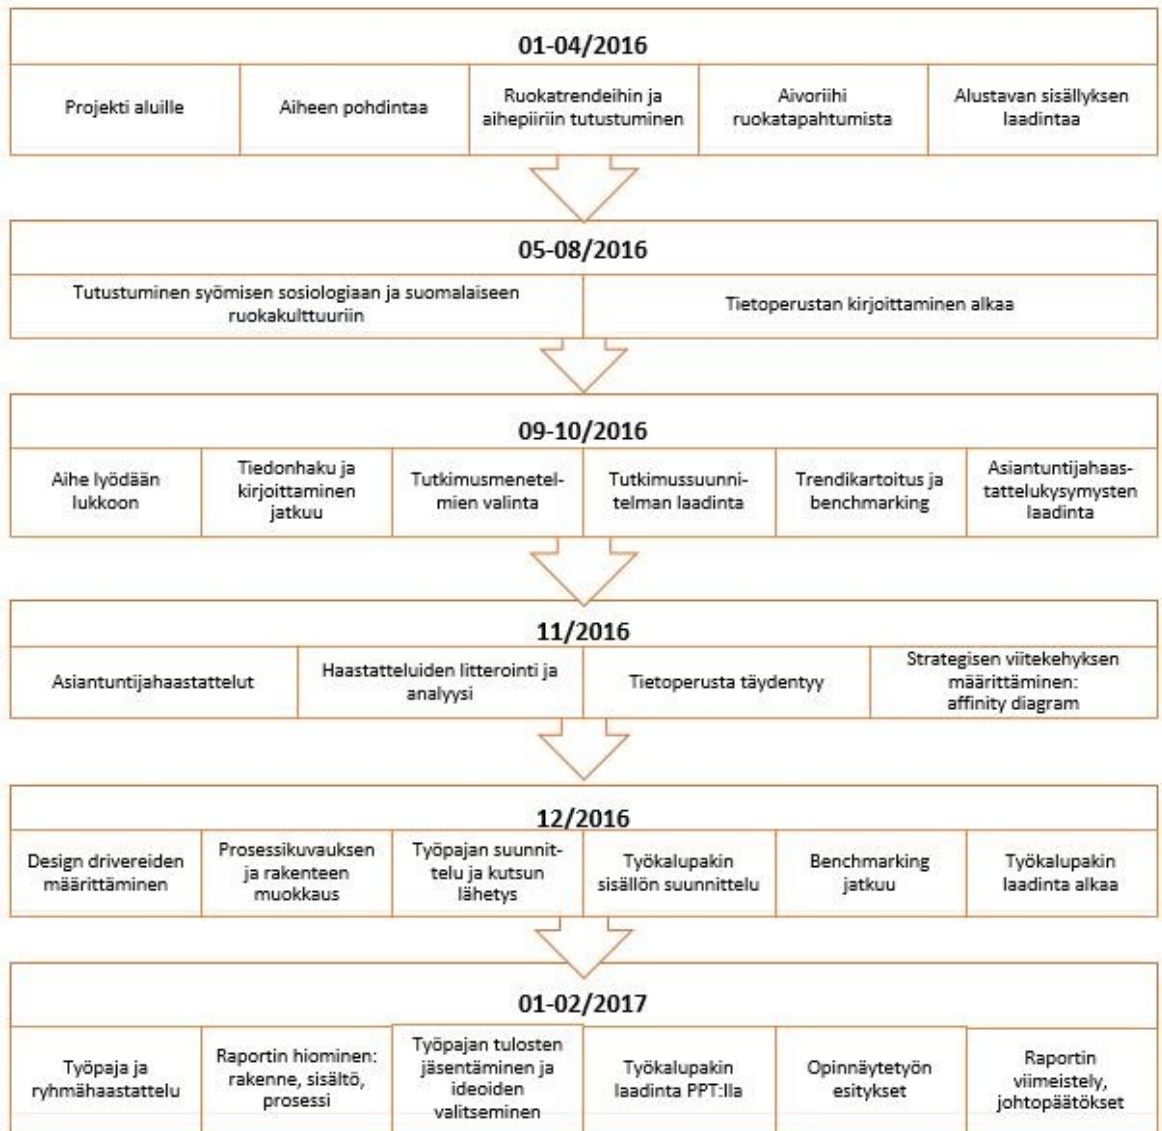 01-04/2016
Projekti aluille
Aiheen pohdintaa
Ruokatrendeihin ja
aihepiiriin tutustuminen
Aivoriihi
ruokatapahtumista
Alustavan sisällyksen
laadintaa
05-08/2016
Tutustuminen syömisen sosiologiaan ja suomalaiseen
ruokakulttuuriin
Tietoperustan kirjoittaminen alkaa
09-10/2016
Aihe lyödään
lukkoon
Tiedonhaku ja
kirjoittaminen
jatkuu
Tutkimusmenetel-
mien valinta
Tutkimussuunni-
telman laadinta
Trendikartoitus ja
benchmarking
Asiantuntijahaas-
tattelukysymysten
laadinta
11/2016
Asiantuntijahaastattelut
Haastatteluiden litterointi ja
analyysi
Tietoperusta täydentyy
Strategisen viitekehyksen
määrittäminen:
affinity diagram
12/2016
Design drivereiden
määrittäminen
Prosessikuvauksen
ja rakenteen
muokkaus
Työpajan suunnit-
telu ja kutsun
lähetys
Työkalupakin
sisällön suunnittelu
Benchmarking
jatkuu
Työkalupakin
laadinta alkaa
01-02/2017
Työpaja ja
ryhmähaastattelu
Raportin hiominen:
rakenne, sisältö,
prosessi
Työpajan tulosten
jäsentäminen ja
ideoiden
valitseminen
Työkalupakin
laadinta PPT:lla
Opinnäytetyön
esitykset
Raportin
viimeistely,
johtopäätökset